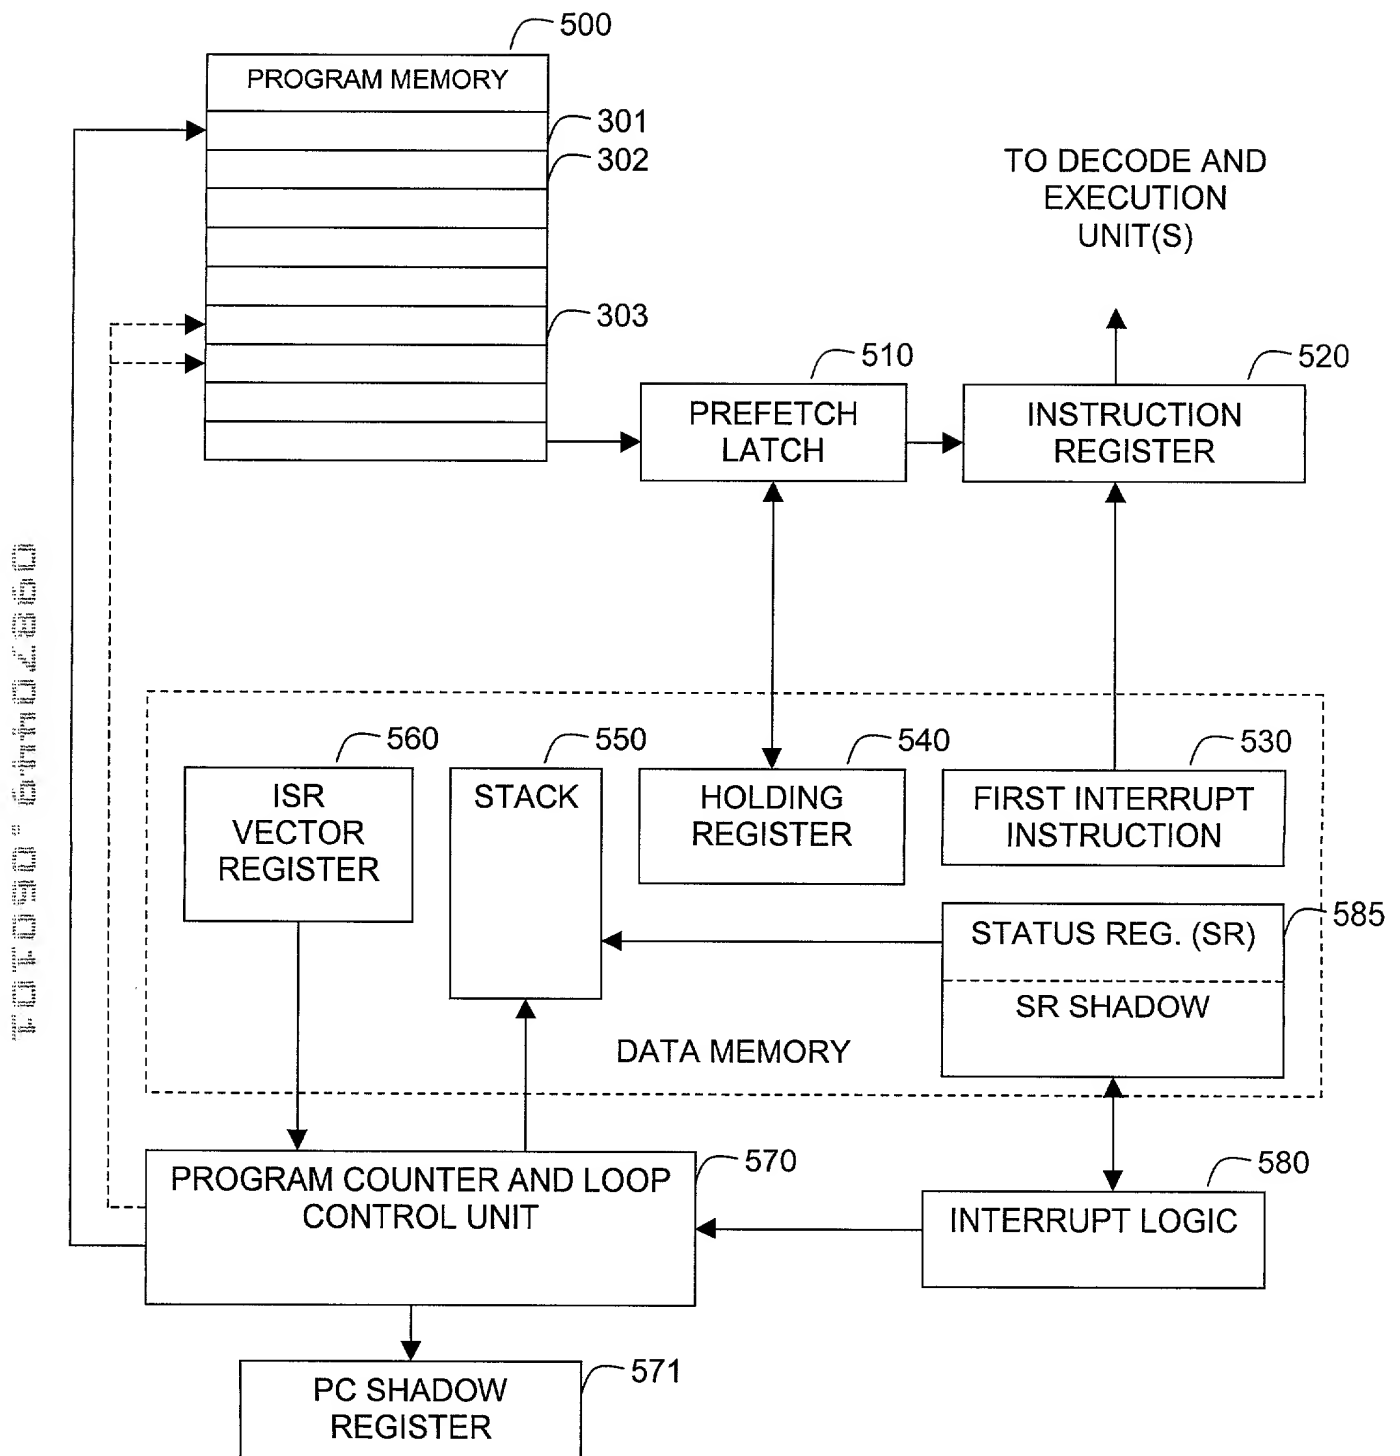 500
PROGRAM MEMORY
301
302
TO DECODE AND
EXECUTION
UNIT(S)
303
510
520
PREFETCH
LATCH
INSTRUCTION
REGISTER
560
550
540
530
ISR
VECTOR
REGISTER
STACK
HOLDING
REGISTER
FIRST INTERRUPT
INSTRUCTION
585
STATUS REG. (SR)
SR SHADOW
DATA MEMORY
570
580
PROGRAM COUNTER AND LOOP
CONTROL UNIT
INTERRUPT LOGIC
571
PC SHADOW
REGISTER